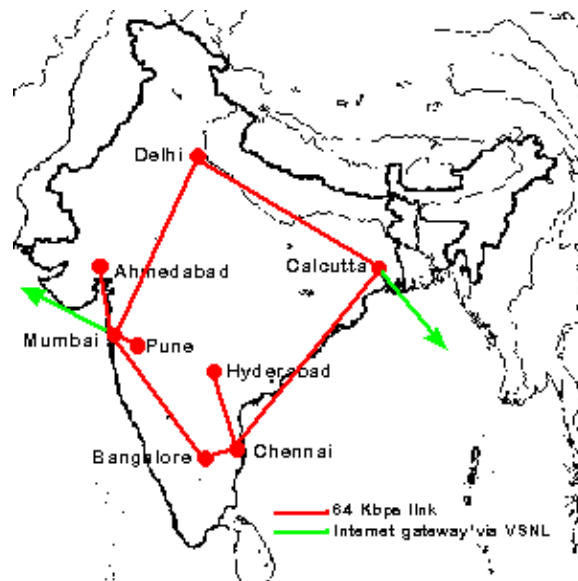 Delhi
Ahmedabad
Calcutta
Mumbai
Pune
Hyderabad
Bangalore
Chennai
64 Kbps link
Internet gateway via VSNL